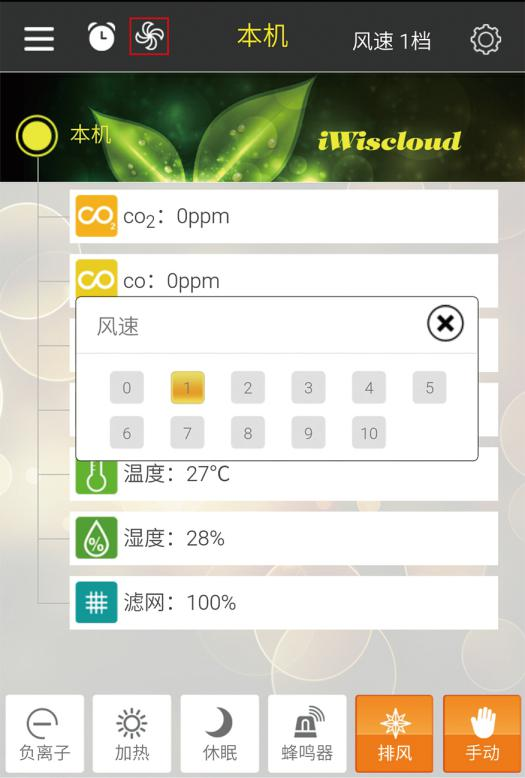 本机
风速 1档
本机
iWiscloud
co₂：0ppm
co：0ppm
风速
0 1 2 3 4 5
6 7 8 9 10
温度：27℃
湿度：28%
滤网：100%
负离子 加热 休眠 蜂鸣器 排风 手动